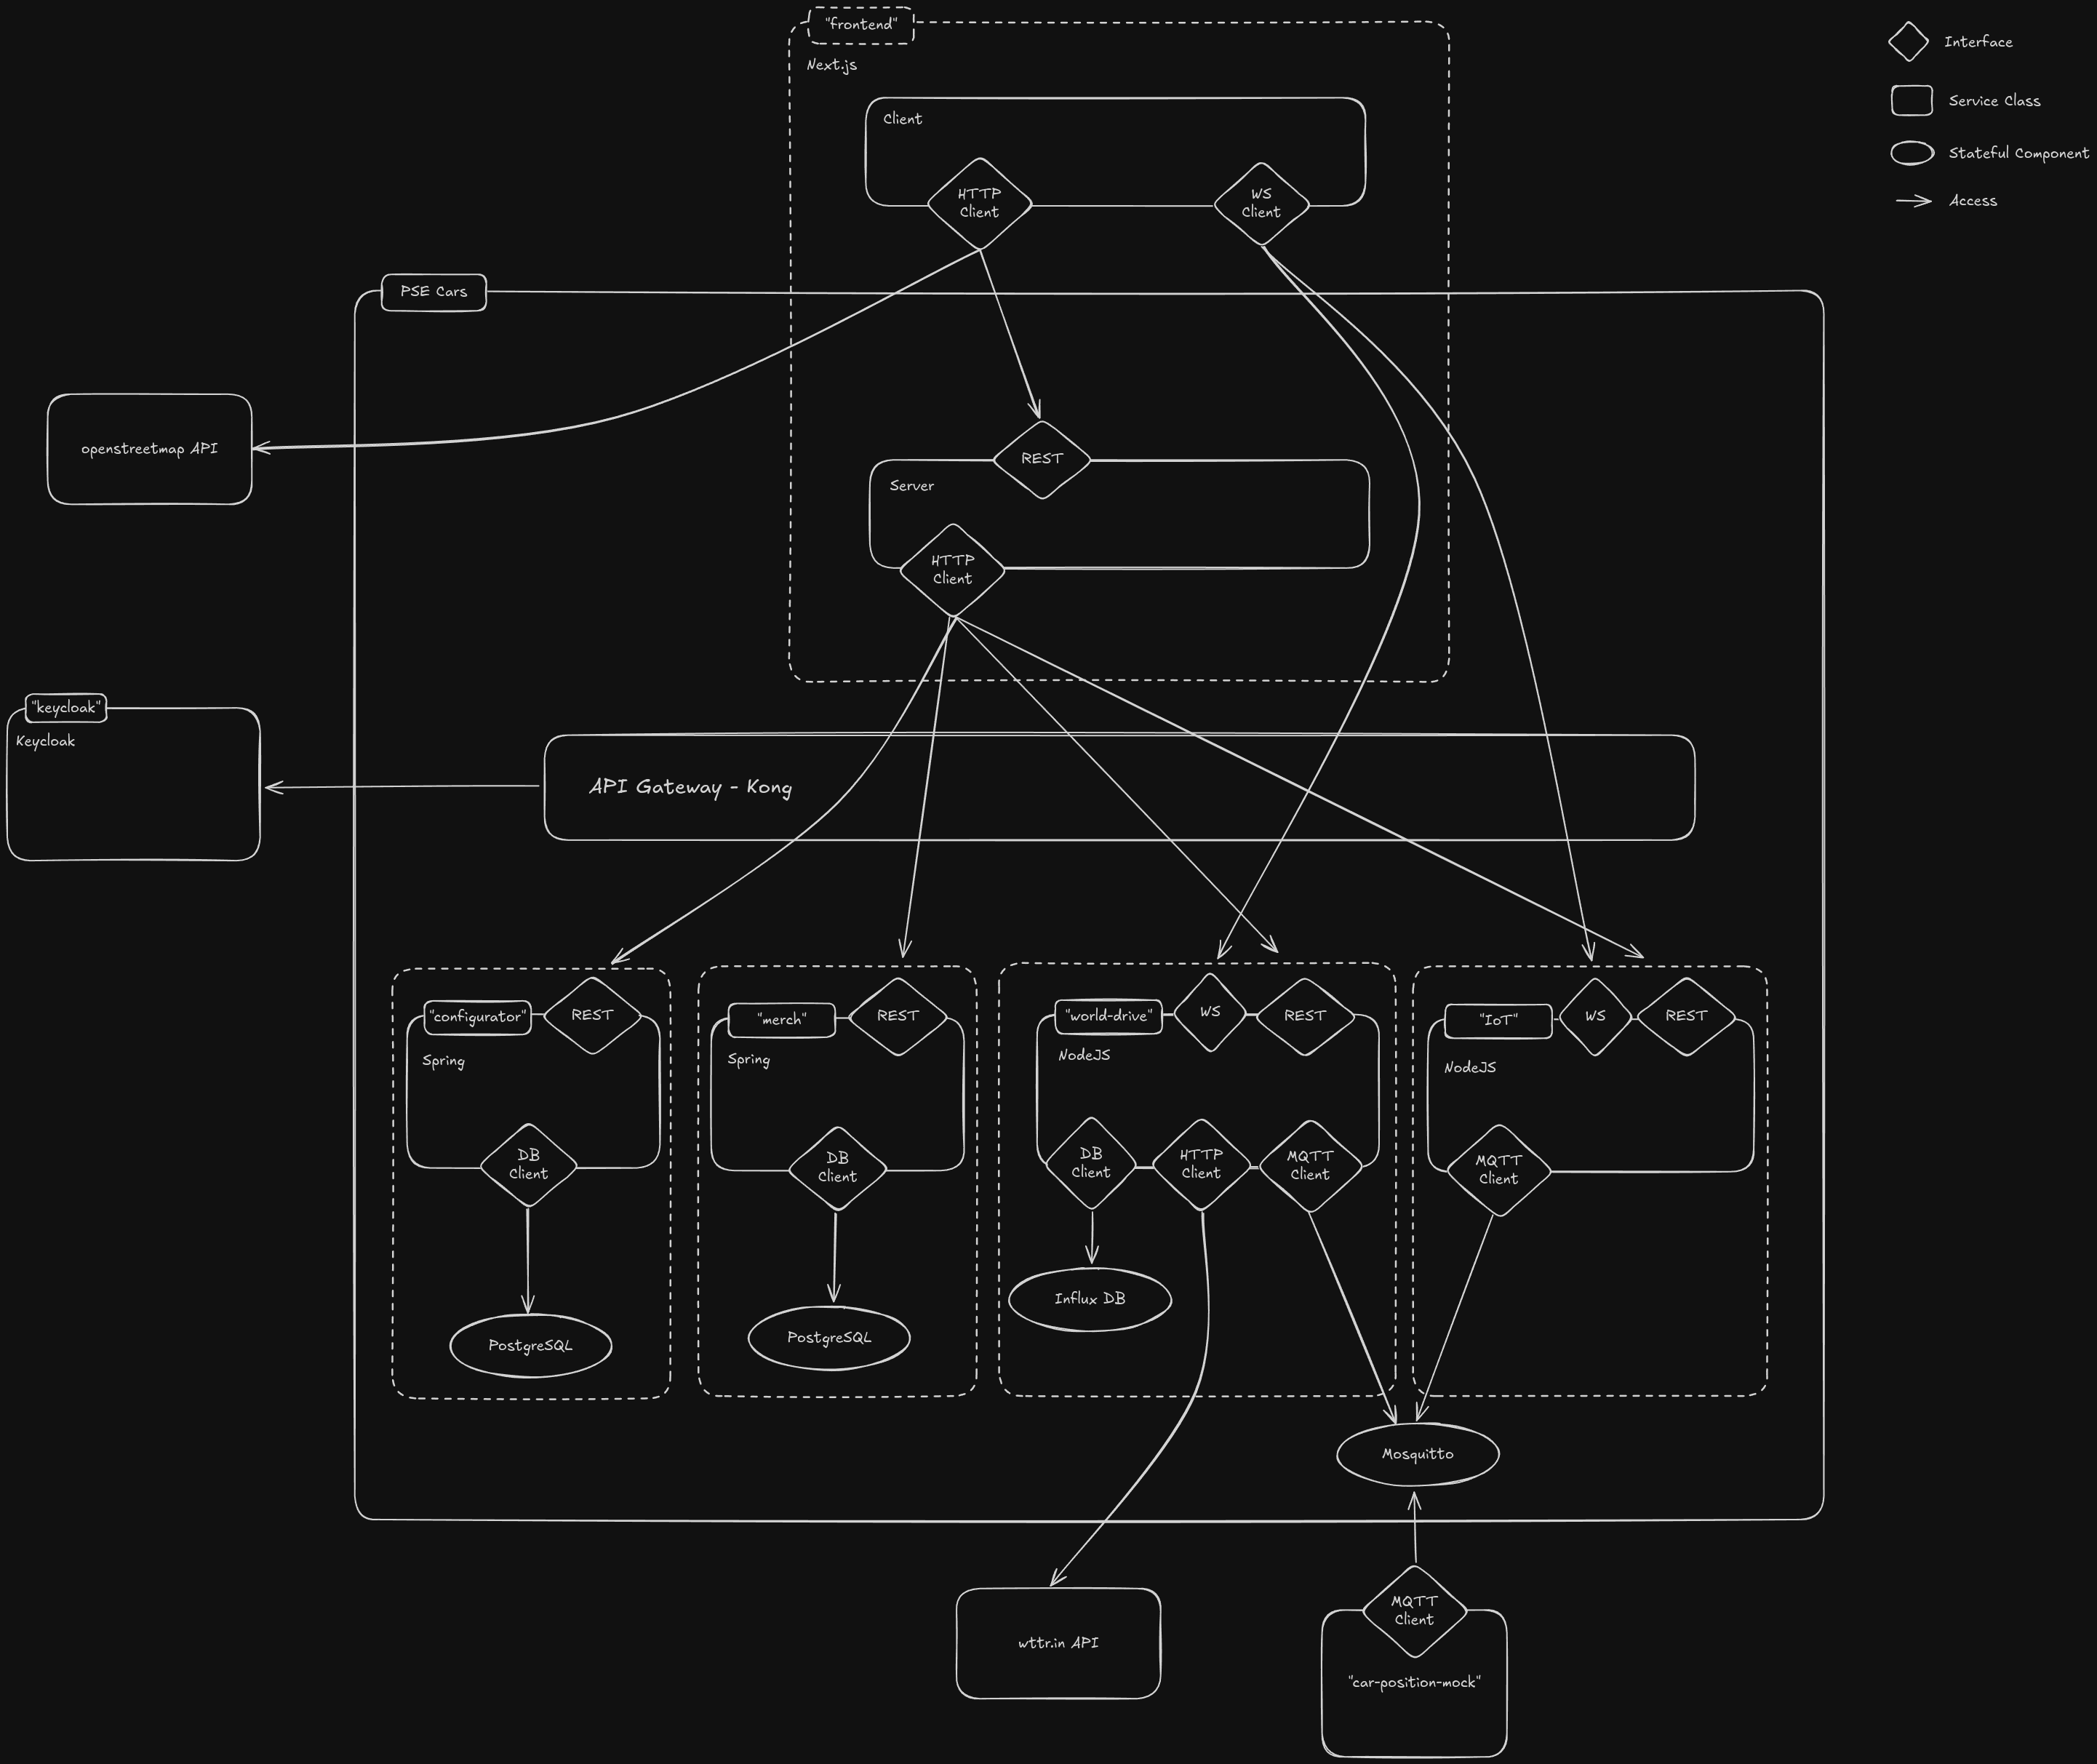 "frontend"
Next.js
Client
HTTP
Client
WS
Client
Interface
Service Class
Stateful Component
Access
PSE Cars
openstreetmap API
REST
Server
HTTP
Client
"keycloak"
Keycloak
API Gateway - Kong
"configurator"
REST
Spring
DB
Client
PostgreSQL
"merch"
REST
Spring
DB
Client
PostgreSQL
"world-drive"
WS
REST
NodeJS
DB
Client
HTTP
Client
MQTT
Client
Influx DB
"IoT"
WS
REST
NodeJS
MQTT
Client
Mosquitto
wttr.in API
MQTT
Client
"car-position-mock"